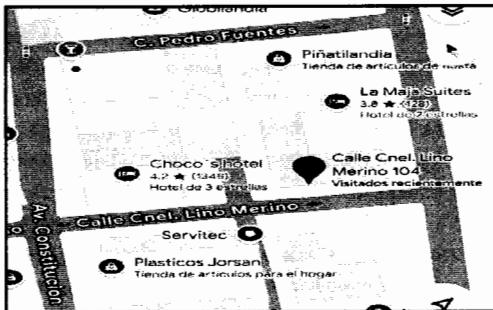 Globilandia
C. Pedro Fuentes
Piñatilandia
Tienda de artículos de fiesta
La Maja Suites
3.8 ★ (128)
Hotel de 2 estrellas
Choco´s hotel
4.2 ★ (1348)
Hotel de 3 estrellas
Calle Cnel. Lino
Merino 104
Visitados recientemente
Calle Cnel. Lino Merino
Servitec
Av. Constitución
Plasticos Jorsan
Tienda de artículos para el hogar